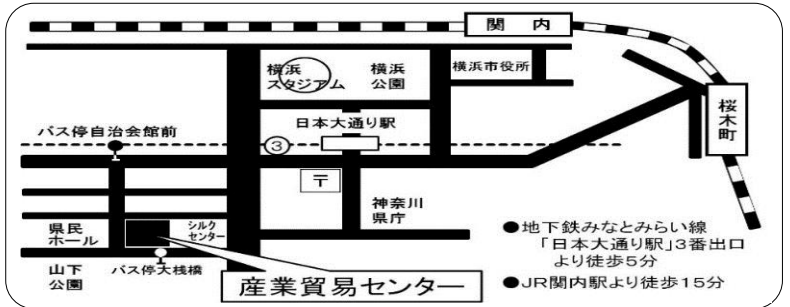 関 内
横浜
スタジアム
横浜
公園
横浜市役所
桜木町
日本大通り駅
バス停自治会館前
③
〒
神奈川
県庁
県民
ホール
シルク
センター
山下
公園
バス停大桟橋
産業貿易センター
●地下鉄みなとみらい線
「日本大通り駅」3番出口
より徒歩5分
●JR関内駅より徒歩15分